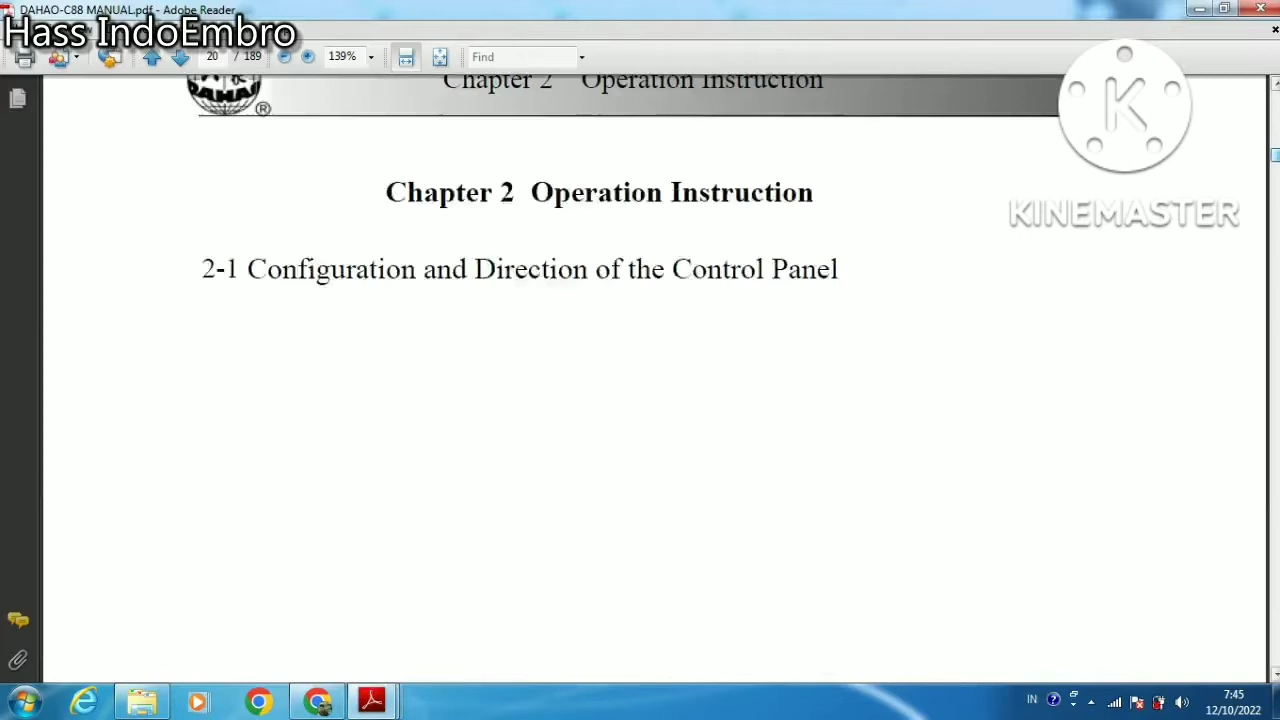 DAHAO-C88 MANUAL.pdf - Adobe Reader
Hass IndoEmbro
20 / 189 139% Find
DAHAO ®
Chapter 2 Operation Instruction
K
KINEMASTER
Chapter 2 Operation Instruction
2-1 Configuration and Direction of the Control Panel
IN
7:45
12/10/2022